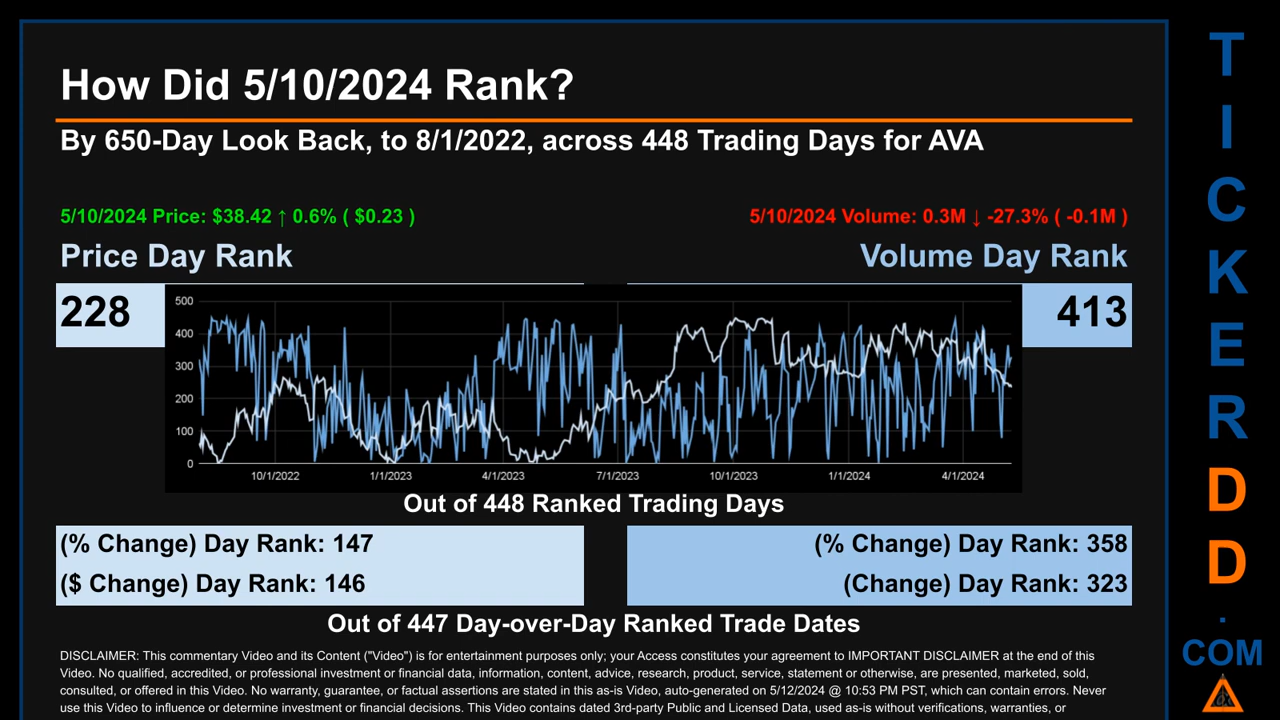 How Did 5/10/2024 Rank?
By 650-Day Look Back, to 8/1/2022, across 448 Trading Days for AVA
5/10/2024 Price: $38.42 ↑ 0.6% ( $0.23 )
5/10/2024 Volume: 0.3M ↓ -27.3% ( -0.1M )
Price Day Rank
Volume Day Rank
228
413
500
400
300
200
100
0
10/1/2022 1/1/2023 4/1/2023 7/1/2023 10/1/2023 1/1/2024 4/1/2024
Out of 448 Ranked Trading Days
(% Change) Day Rank: 147
($ Change) Day Rank: 146
(% Change) Day Rank: 358
(Change) Day Rank: 323
Out of 447 Day-over-Day Ranked Trade Dates
DISCLAIMER: This commentary Video and its Content ("Video") is for entertainment purposes only; your Access constitutes your agreement to IMPORTANT DISCLAIMER at the end of this
Video. No qualified, accredited, or professional investment or financial data, information, content, advice, research, product, service, statement or otherwise, are presented, marketed, sold,
consulted, or offered in this Video. No warranty, guarantee, or factual assertions are stated in this as-is Video, auto-generated on 5/12/2024 @ 10:53 PM PST, which can contain errors. Never
use this Video to influence or determine investment or financial decisions. This Video contains dated 3rd-party Public and Licensed Data, used as-is without verifications, warranties, or
T
I
C
K
E
R
D
D
.
COM